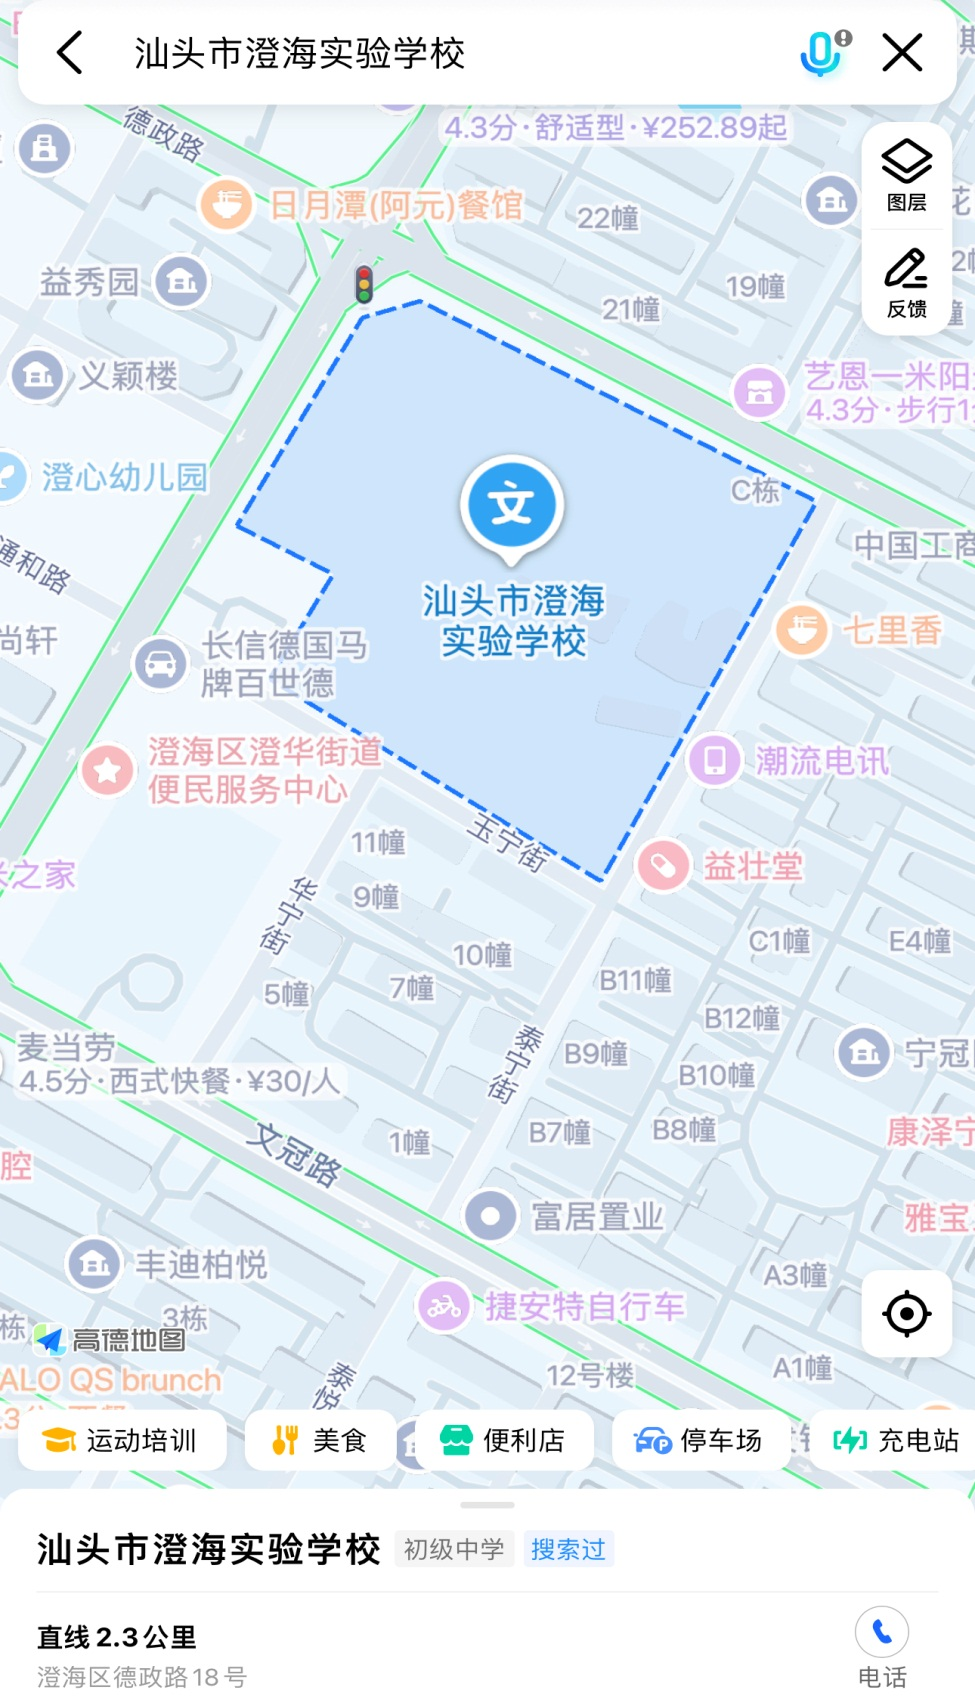 汕头市澄海实验学校
4.3分·舒适型·¥252.89起
德政路
日月潭(阿元)餐馆
22幢
图层
花
益秀园
19幢
21幢
反馈
幢
义颖楼
艺恩一米阳
4.3分·步行1
澄心幼儿园
C栋
中国工商
通和路
汕头市澄海
实验学校
尚轩
七里香
长信德国马
牌百世德
澄海区澄华街道
便民服务中心
潮流电讯
玉宁街
11幢
益壮堂
之家
9幢
华宁街
C1幢
E4幢
10幢
B11幢
7幢
5幢
B12幢
麦当劳
4.5分·西式快餐·¥30/人
泰宁街
B9幢
宁冠
B10幢
文冠路
1幢
B7幢
B8幢
康泽宁
腔
富居置业
雅宝
丰迪柏悦
A3幢
捷安特自行车
3栋
栋
高德地图
12号楼
A1幢
ALO QS brunch
泰悦
运动培训
美食
便利店
停车场
充电站
汕头市澄海实验学校 初级中学 搜索过
直线2.3公里
澄海区德政路18号
电话